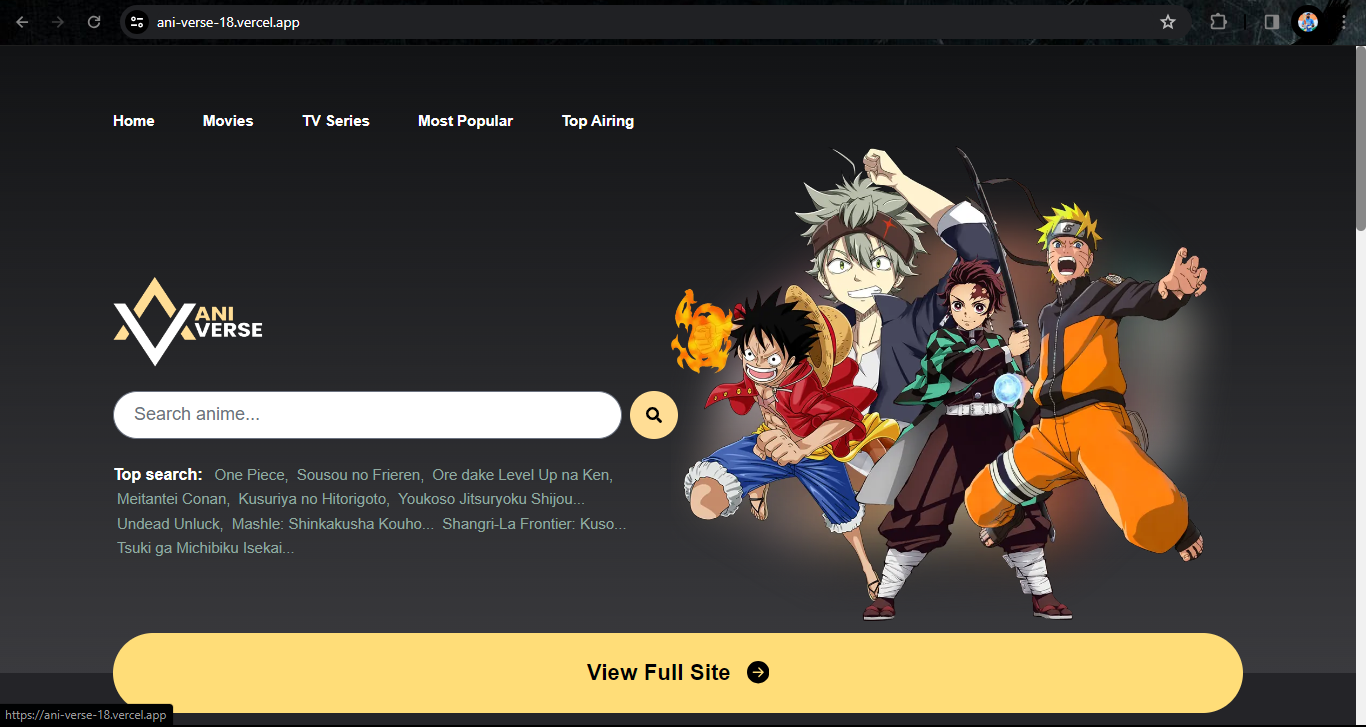 ani-verse-18.vercel.app
Home Movies TV Series Most Popular Top Airing
ANI
VERSE
Search anime...
Top search: One Piece, Sousou no Frieren, Ore dake Level Up na Ken,
Meitantei Conan, Kusuriya no Hitorigoto, Youkoso Jitsuryoku Shijou...
Undead Unluck, Mashle: Shinkakusha Kouho... Shangri-La Frontier: Kuso...
Tsuki ga Michibiku Isekai...
View Full Site
https://ani-verse-18.vercel.app